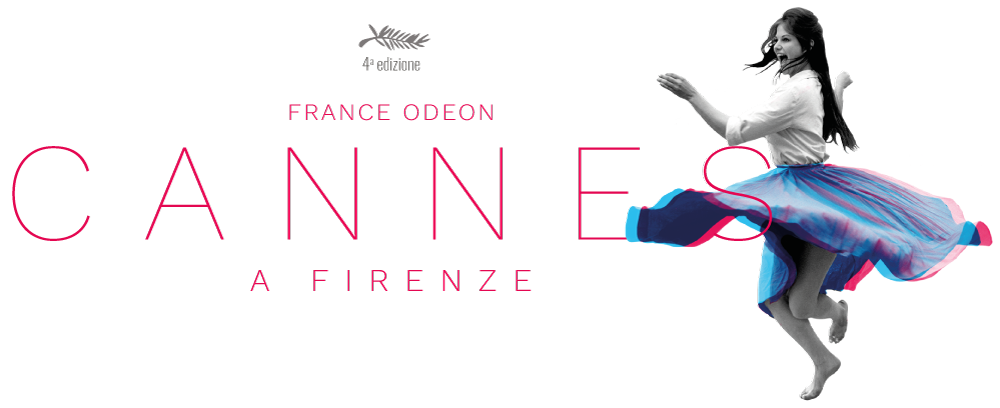 4ª edizione
FRANCE ODEON
CANNES
A FIRENZE